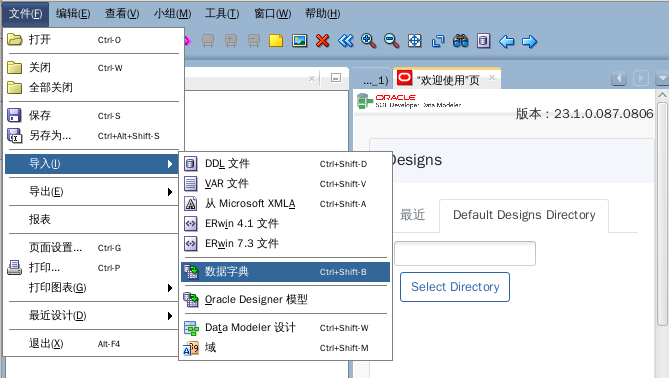 文件(F) 编辑(E) 查看(V) 小组(M) 工具(T) 窗口(W) 帮助(H)
打开 Ctrl-O
关闭 Ctrl-W
全部关闭
保存 Ctrl-S
另存为... Ctrl+Alt+Shift-S
导入(I)
导出(E)
报表
页面设置... Ctrl-G
打印... Ctrl-P
打印图表(G)
最近设计(D)
退出(X) Alt-F4
DDL 文件 Ctrl+Shift-D
VAR 文件 Ctrl+Shift-V
从 Microsoft XMLA Ctrl+Shift-A
ERwin 4.1 文件
ERwin 7.3 文件
数据字典 Ctrl+Shift-B
Oracle Designer 模型
Data Modeler 设计 Ctrl+Shift-W
域 Ctrl+Shift-M
..._1) “欢迎使用”页
ORACLE
SQL Developer Data Modeler
版本：23.1.0.087.0806
Designs
最近 Default Designs Directory
Select Directory